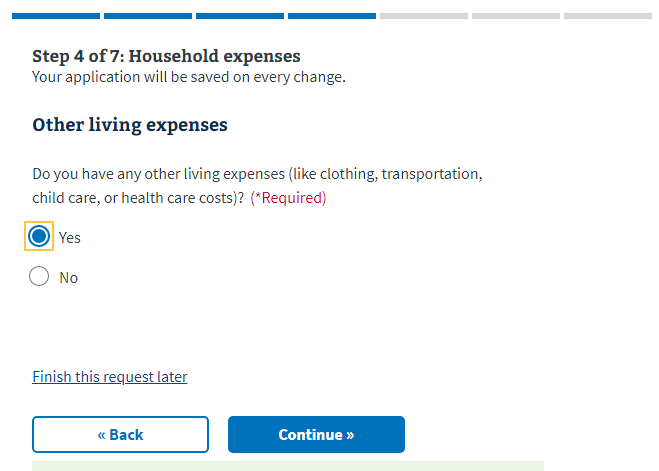 Step 4 of 7: Household expenses
Your application will be saved on every change.
Other living expenses
Do you have any other living expenses (like clothing, transportation,
child care, or health care costs)? (*Required)
Yes
No
Finish this request later
« Back
Continue »